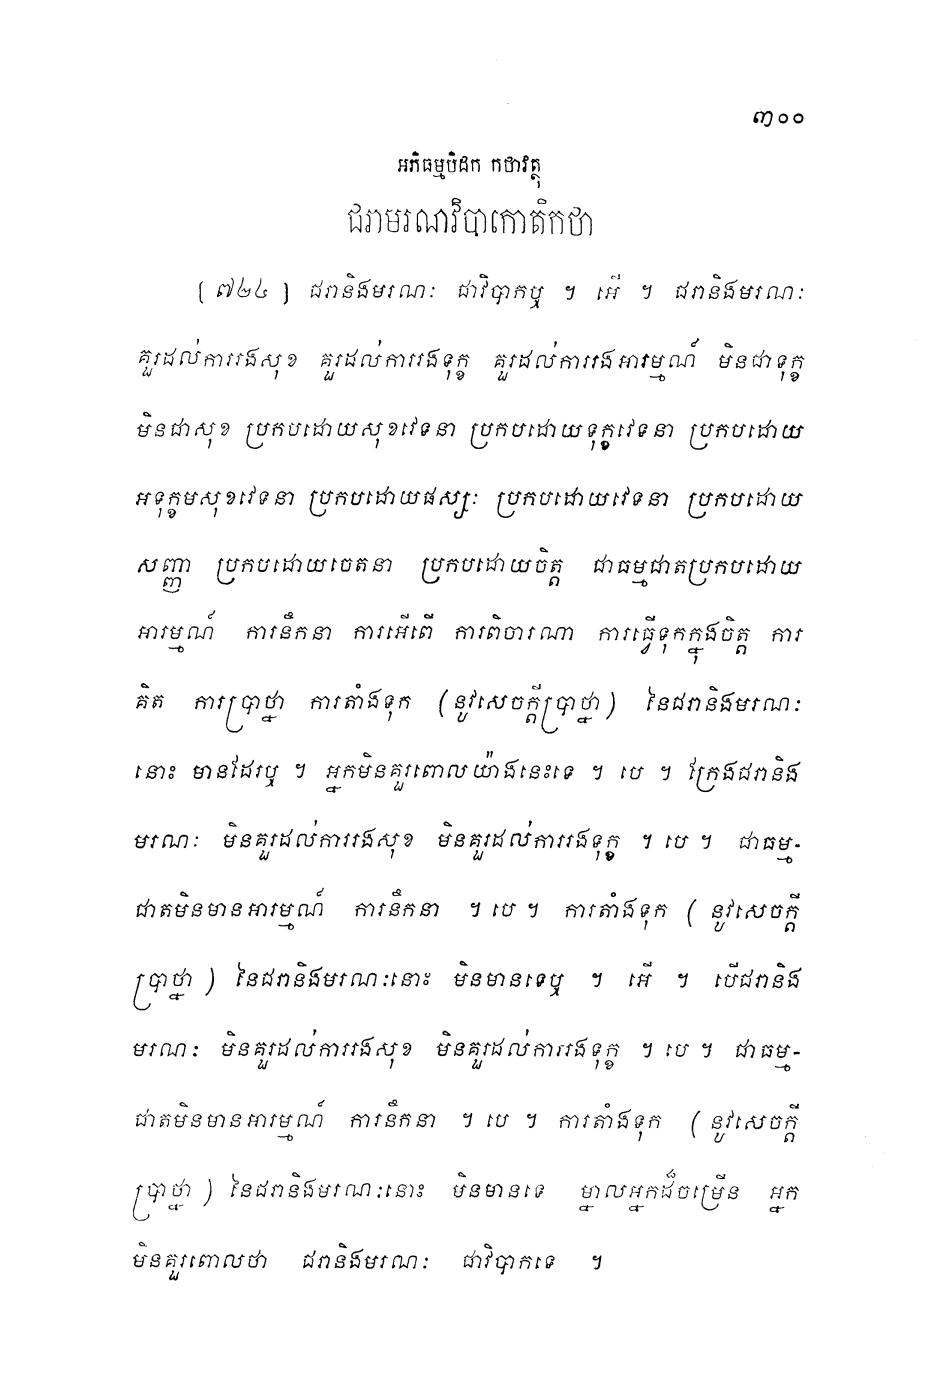 ៣០០
អភិធម្មបិដក កថាវត្ថុ
ជរាមរណវិបាកោតិកថា
(៧២៤) ជរានិងមរណៈ ជាវិបាកឬ ។ អើ ។ ជរានិងមរណៈ
គួរដល់ការរងសុខ គួរដល់ការរងទុក្ខ គួរដល់ការរងអារម្មណ៍ មិនជាទុក្ខ
មិនជាសុខ ប្រកបដោយសុខវេទនា ប្រកបដោយទុក្ខវេទនា ប្រកបដោយ
អទុក្ខមសុខវេទនា ប្រកបដោយផស្សៈ ប្រកបដោយវេទនា ប្រកបដោយ
សញ្ញា ប្រកបដោយចេតនា ប្រកបដោយចិត្ត ជាធម្មជាតប្រកបដោយ
អារម្មណ៍ ការនឹកនា ការអើពើ ការពិចារណា ការធ្វើទុកក្នុងចិត្ត ការ
គិត ការប្រាថ្នា ការតាំងទុក (នូវសេចក្តីប្រាថ្នា) នៃជរានិងមរណៈ
នោះ មានដែរឬ ។ អ្នកមិនគួរពោលយ៉ាងនេះទេ ។ បេ ។ ក្រែងជរានិង
មរណៈ មិនគួរដល់ការរងសុខ មិនគួរដល់ការរងទុក្ខ ។ បេ ។ ជាធម្ម-
ជាតមិនមានអារម្មណ៍ ការនឹកនា ។ បេ ។ ការតាំងទុក (នូវសេចក្តី
ប្រាថ្នា) នៃជរានិងមរណៈនោះ មិនមានទេឬ ។ អើ ។ បើជរានិង
មរណៈ មិនគួរដល់ការរងសុខ មិនគួរដល់ការរងទុក្ខ ។ បេ ។ ជាធម្ម-
ជាតមិនមានអារម្មណ៍ ការនឹកនា ។ បេ ។ ការតាំងទុក (នូវសេចក្តី
ប្រាថ្នា) នៃជរានិងមរណៈនោះ មិនមានទេ ម្នាលអ្នកដ៏ចម្រើន អ្នក
មិនគួរពោលថា ជរានិងមរណៈ ជាវិបាកទេ ។